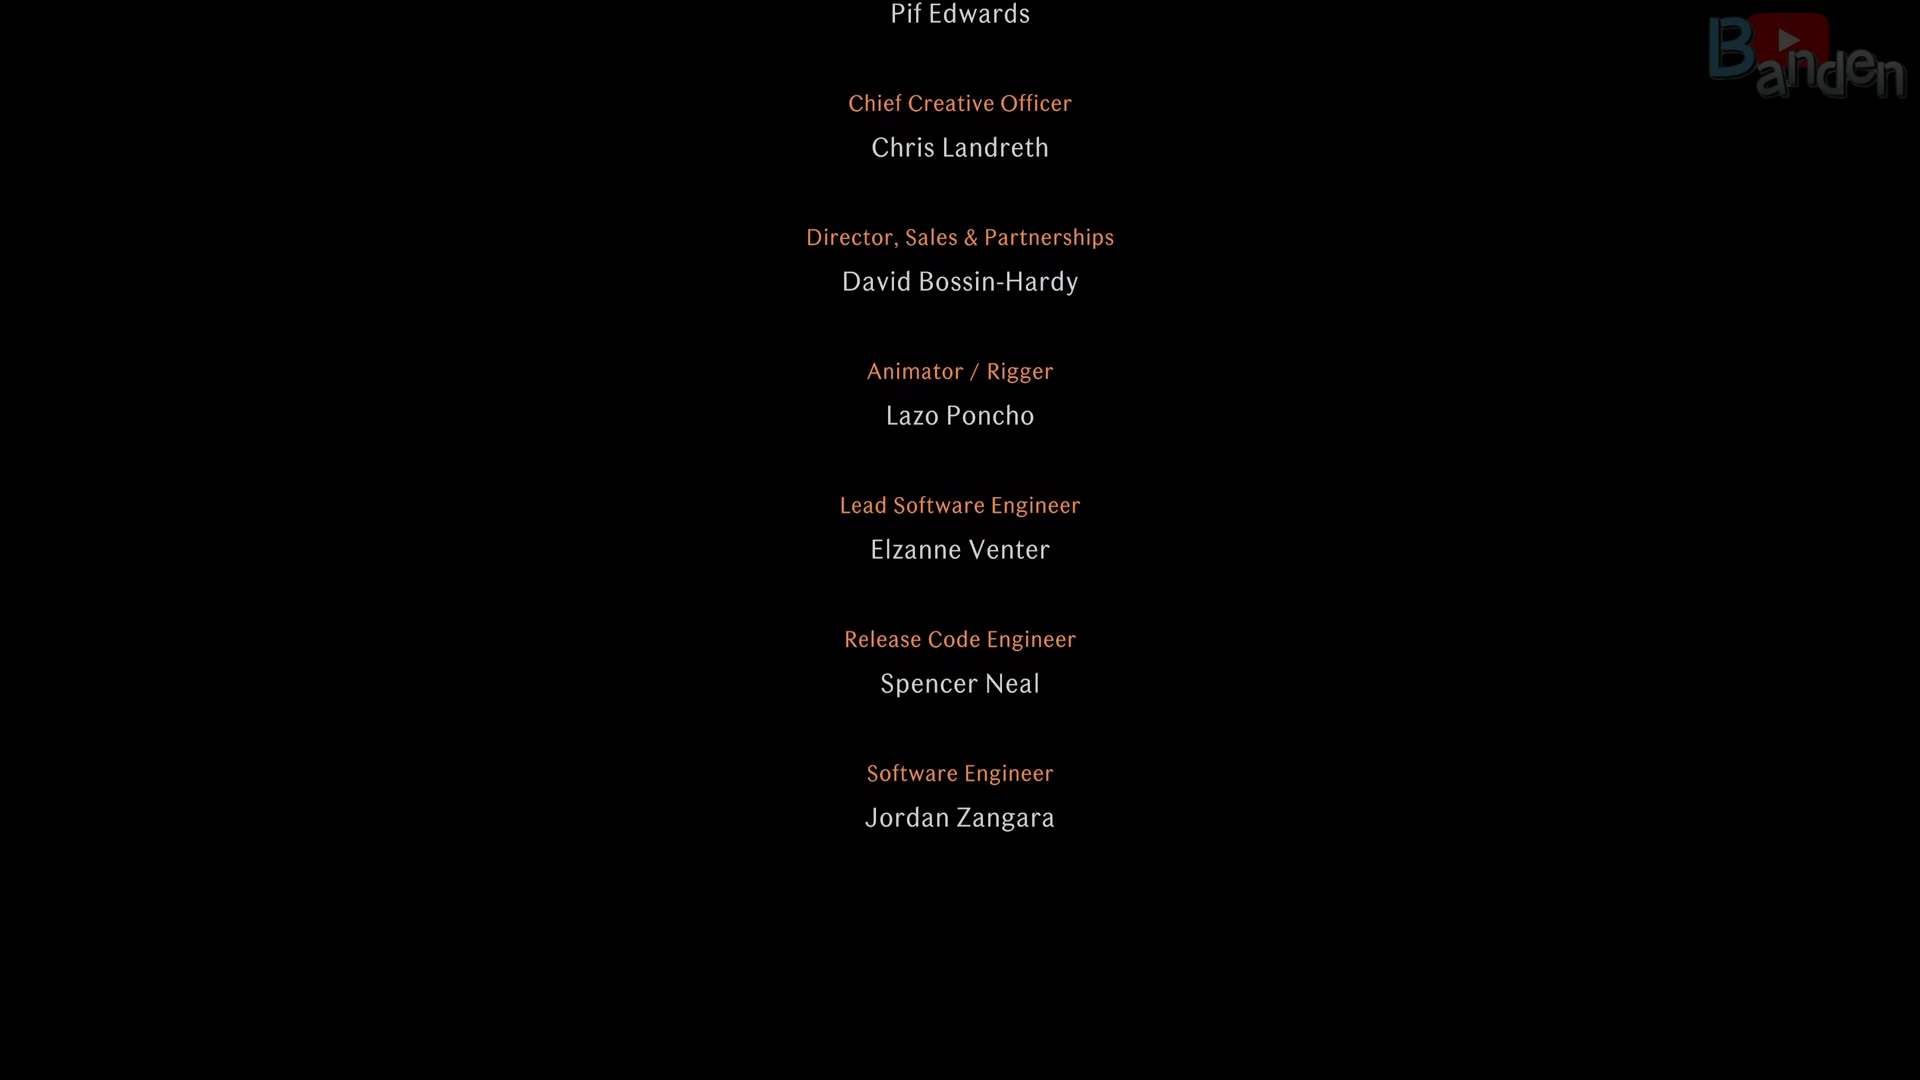 Pif Edwards
Banden
Chief Creative Officer
Chris Landreth
Director, Sales & Partnerships
David Bossin-Hardy
Animator / Rigger
Lazo Poncho
Lead Software Engineer
Elzanne Venter
Release Code Engineer
Spencer Neal
Software Engineer
Jordan Zangara